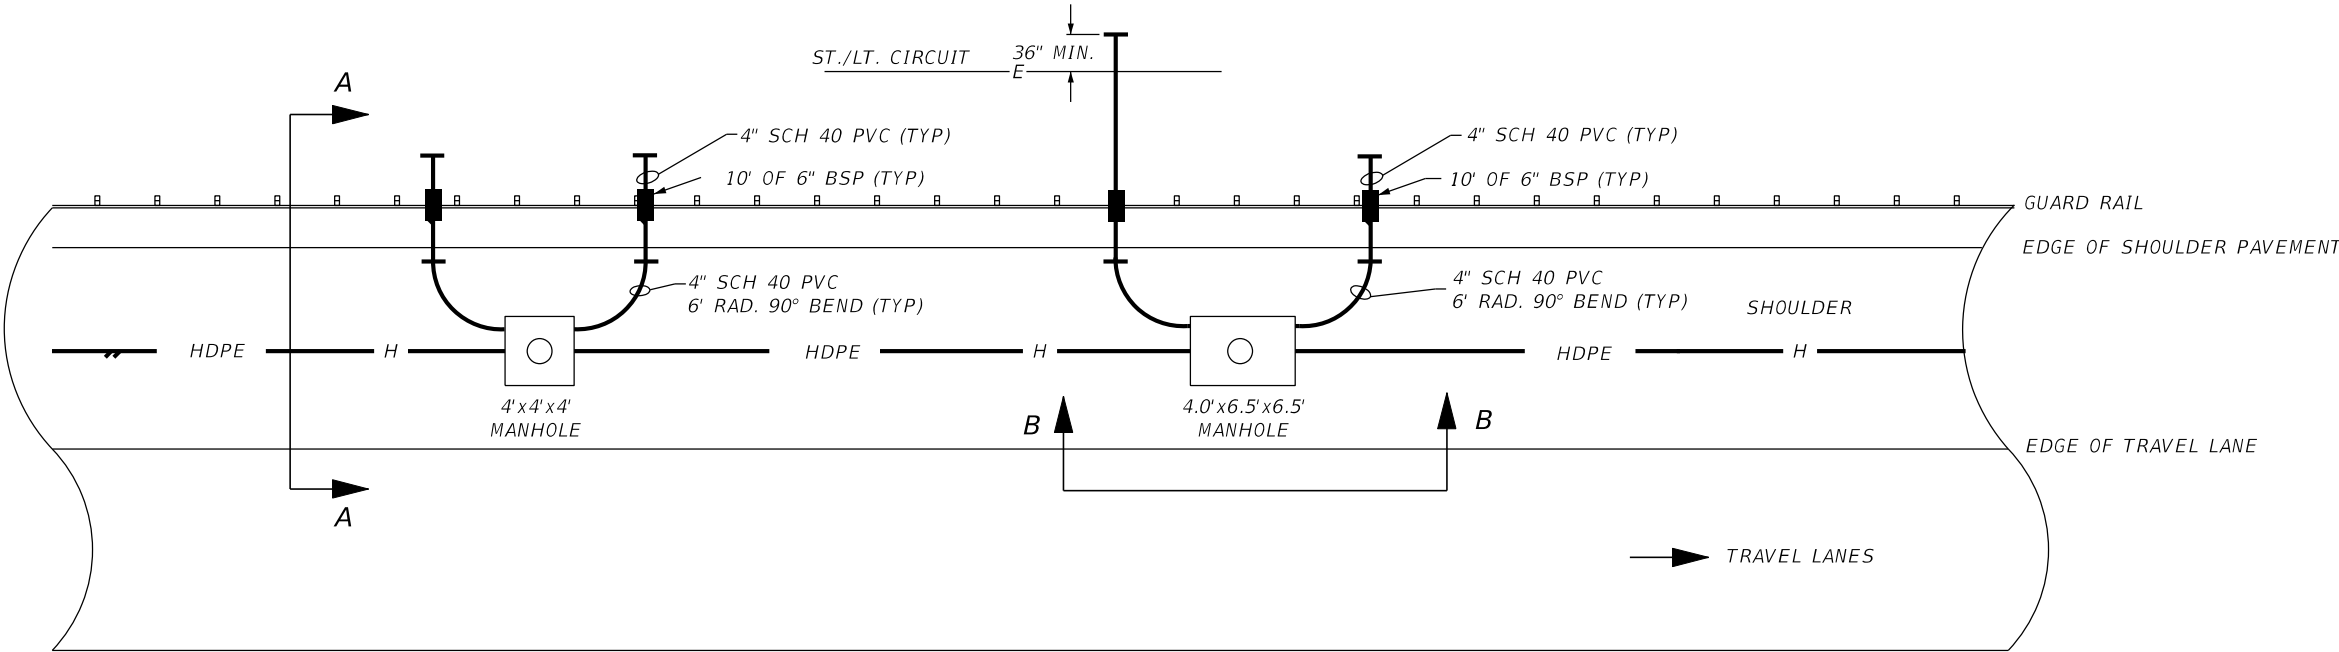 ST./LT. CIRCUIT
36" MIN.
E
A
4" SCH 40 PVC (TYP)
10' OF 6" BSP (TYP)
4" SCH 40 PVC (TYP)
10' OF 6" BSP (TYP)
GUARD RAIL
EDGE OF SHOULDER PAVEMENT
4" SCH 40 PVC
6' RAD. 90° BEND (TYP)
4" SCH 40 PVC
6' RAD. 90° BEND (TYP)
SHOULDER
HDPE
H
HDPE
H
HDPE
H
4'x4'x4'
MANHOLE
B
4.0'x6.5'x6.5'
MANHOLE
B
EDGE OF TRAVEL LANE
A
TRAVEL LANES